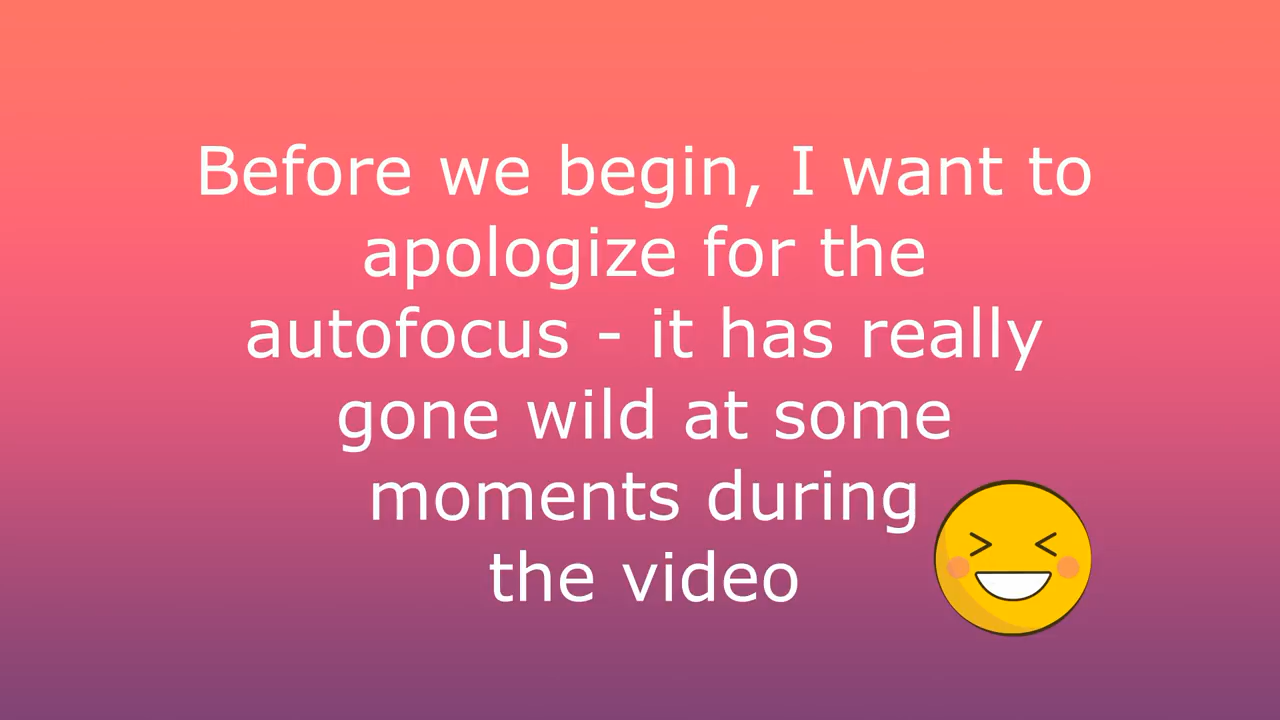 Before we begin, I want to
apologize for the
autofocus - it has really
gone wild at some
moments during
the video